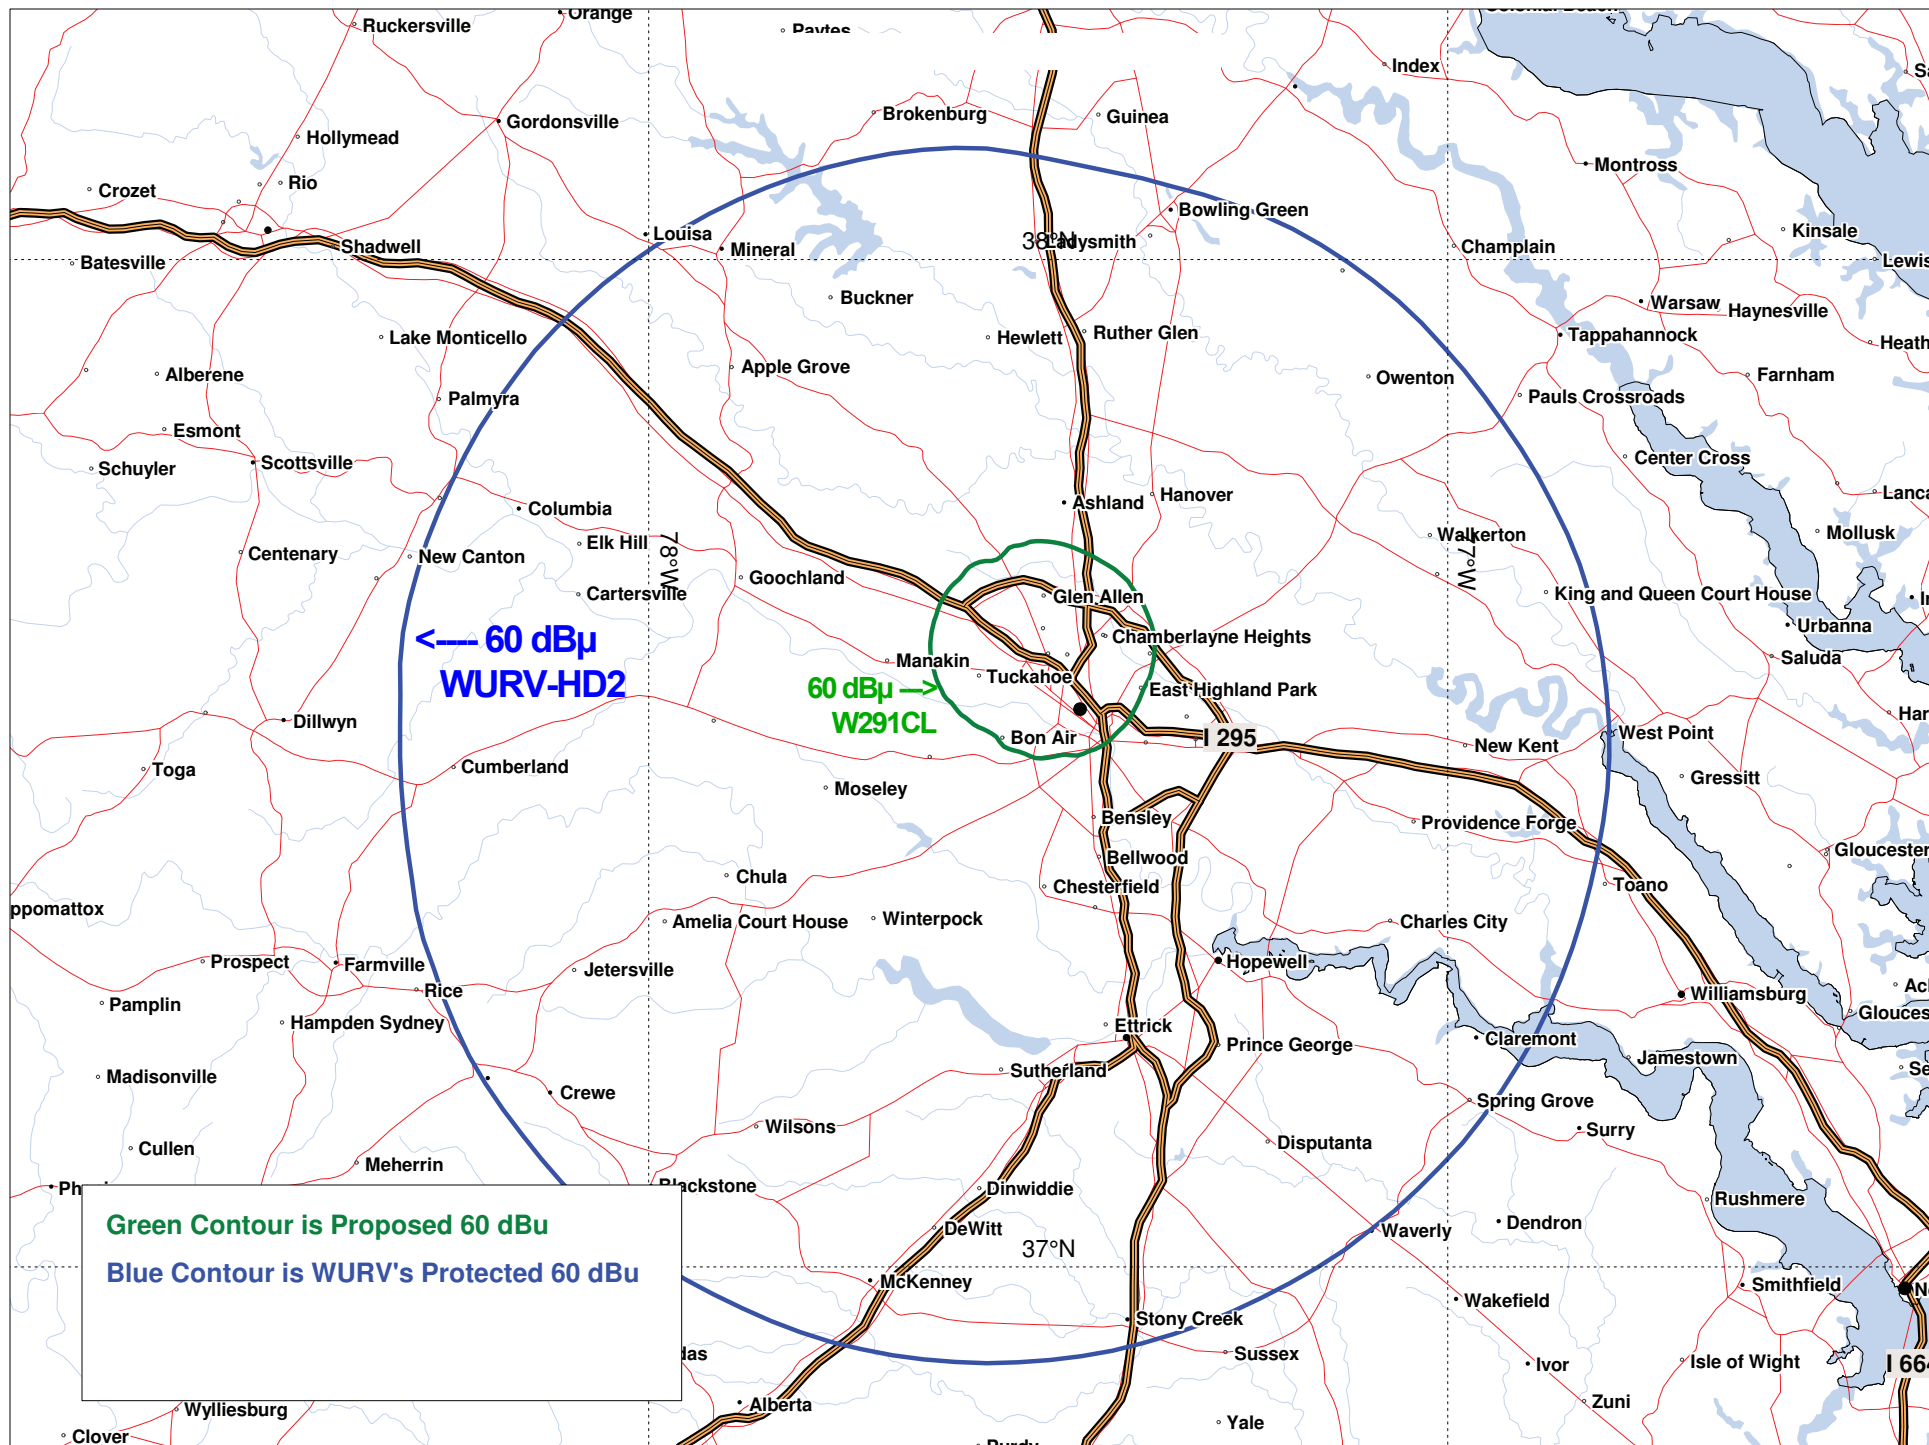 Orange
Ruckersville
Paytes
Index
Brokenburg
Guinea
Gordonsville
Hollymead
Montross
Rio
Crozet
Bowling Green
Kinsale
Louisa
Shadwell
Mineral
38°N
Ladysmith
Champlain
Batesville
Buckner
Warsaw
Haynesville
Lake Monticello
Hewlett
Ruther Glen
Tappahannock
Alberene
Apple Grove
Owenton
Farnham
Palmyra
Pauls Crossroads
Esmont
Scottsville
Schuyler
Center Cross
Columbia
Ashland
Hanover
Elk Hill
Walkerton
Mollusk
Centenary
New Canton
78°W
77°W
Goochland
Cartersville
Glen Allen
King and Queen Court House
Urbanna
<---- 60 dBµ
WURV-HD2
Chamberlayne Heights
Manakin
Saluda
Tuckahoe
60 dBµ --->
W291CL
East Highland Park
Dillwyn
Bon Air
I 295
New Kent
West Point
Toga
Cumberland
Gressitt
Moseley
Bensley
Providence Forge
Gloucester
Bellwood
Chula
Chesterfield
Toano
ppomattox
Amelia Court House
Winterpock
Charles City
Prospect
Farmville
Jetersville
Hopewell
Rice
Williamsburg
Pamplin
Hampden Sydney
Ettrick
Claremont
Prince George
Jamestown
Madisonville
Sutherland
Crewe
Spring Grove
Wilsons
Surry
Disputanta
Cullen
Meherrin
Ph
Blackstone
Dinwiddie
Rushmere
Green Contour is Proposed 60 dBu
DeWitt
Dendron
Waverly
37°N
Blue Contour is WURV's Protected 60 dBu
McKenney
Smithfield
Wakefield
Stony Creek
das
Sussex
Ivor
Isle of Wight
I 664
Alberta
Zuni
Wylliesburg
Yale
Clover
Purdy